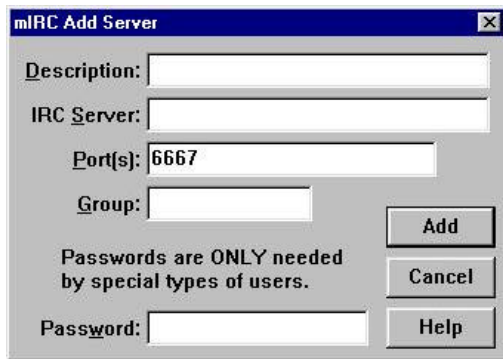 mIRC Add Server
Description:
IRC Server:
Port(s): 6667
Group:
Add
Passwords are ONLY needed
by special types of users.
Cancel
Password:
Help